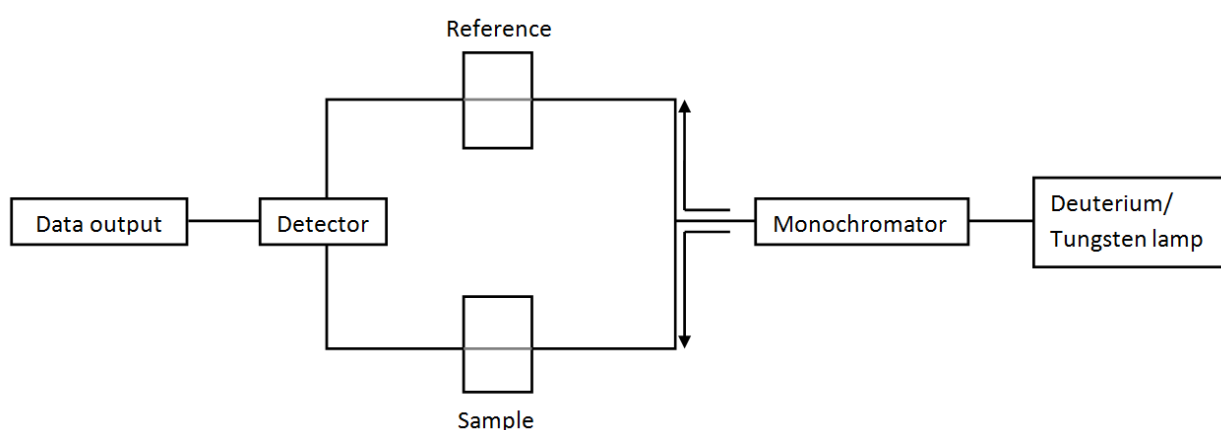 Reference
Data output
Detector
Monochromator
Deuterium/
Tungsten lamp
Sample